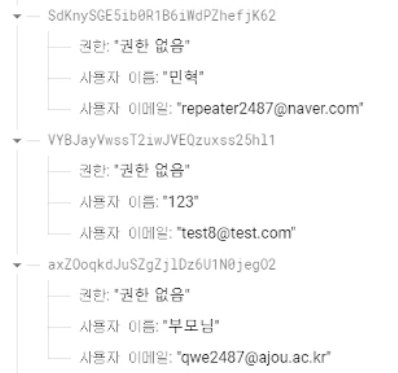 SdKnySGE5ib0R1B6iWdPZhefjK62
권한: "권한 없음"
사용자 이름: "민혁"
사용자 이메일: "repeater2487@naver.com"
VYBJayVwssT2iwJVEQzuxss25hl1
권한: "권한 없음"
사용자 이름: "123"
사용자 이메일: "test8@test.com"
axZOoqkdJuSZgZjlDz6U1N0jegO2
권한: "권한 없음"
사용자 이름: "부모님"
사용자 이메일: "qwe2487@ajou.ac.kr"